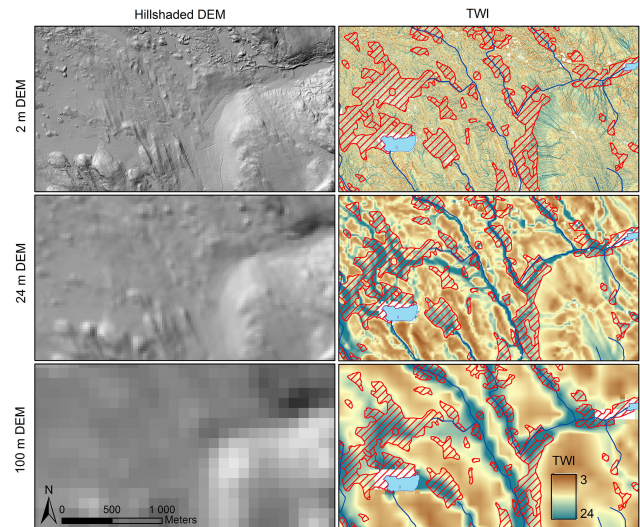 Hillshaded DEM
TWI
2 m DEM
24 m DEM
100 m DEM
N
0 500 1 000
Meters
TWI
3
24